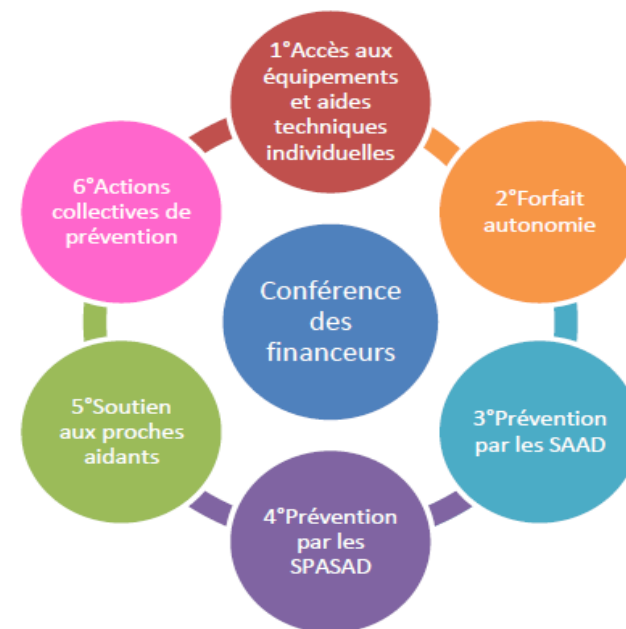 1°Accès aux
équipements
et aides
techniques
individuelles
2°Forfait
autonomie
3°Prévention
par les SAAD
4°Prévention
par les
SPASAD
5°Soutien
aux proches
aidants
6°Actions
collectives de
prévention
Conférence
des
financeurs